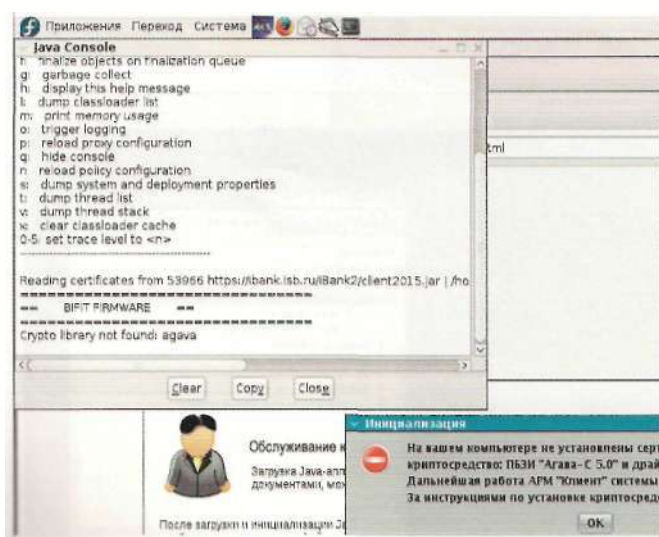 Приложения Переход Система
Java Console
f: finalize objects on finalization queue
g: garbage collect
h: display this help message
l: dump classloader list
m: print memory usage
o: trigger logging
p: reload proxy configuration
q: hide console
r: reload policy configuration
s: dump system and deployment properties
t: dump thread list
v: dump thread stack
x: clear classloader cache
0-5: set trace level to <n>
Reading certificates from 53966 https://ibank.isb.ru/iBank2/client2015.jar | /ho
== BIFIT FIRMWARE ==
Crypto library not found: agava
Clear Copy Close
tml
Обслуживание к
Загрузка Java-апп
документами, мож
После загрузки и инициализации Ja
Инициализация
На вашем компьютере не установлены серт
криптосредство: ПБЗИ "Агава-С 5.0" и драй
Дальнейшая работа АРМ "Клиент" системы
За инструкциями по установке криптосред
OK